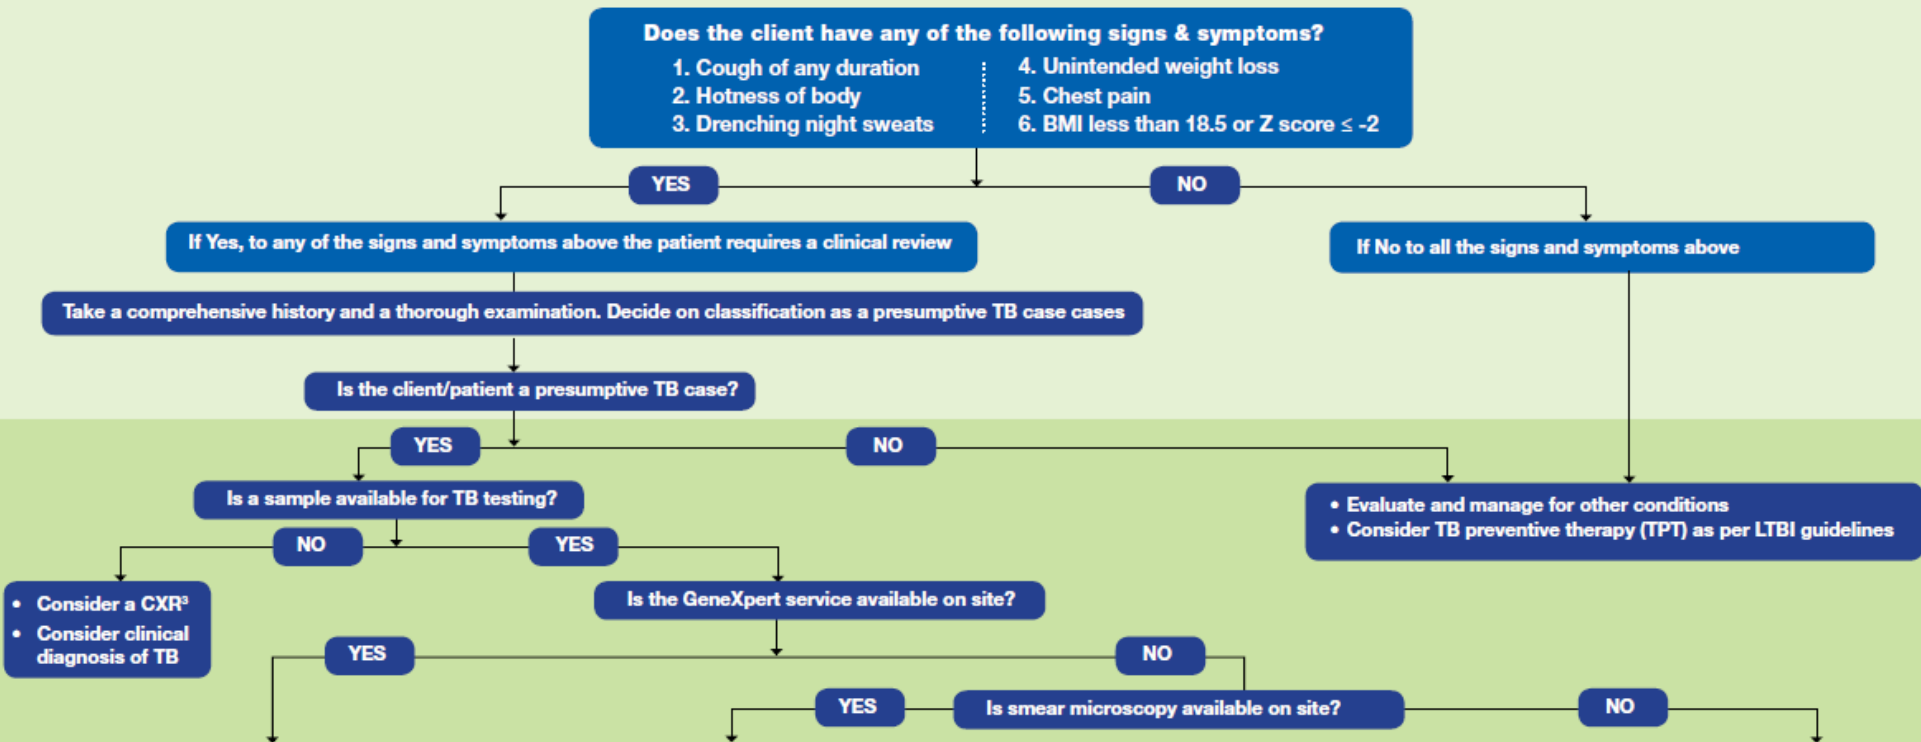 Does the client have any of the following signs & symptoms?
1. Cough of any duration
2. Hotness of body
3. Drenching night sweats
4. Unintended weight loss
5. Chest pain
6. BMI less than 18.5 or Z score ≤ -2
YES
NO
If Yes, to any of the signs and symptoms above the patient requires a clinical review
If No to all the signs and symptoms above
Take a comprehensive history and a thorough examination. Decide on classification as a presumptive TB case cases
Is the client/patient a presumptive TB case?
YES
NO
Is a sample available for TB testing?
• Evaluate and manage for other conditions
• Consider TB preventive therapy (TPT) as per LTBI guidelines
NO
YES
• Consider a CXR³
• Consider clinical
diagnosis of TB
Is the GeneXpert service available on site?
YES
NO
YES
Is smear microscopy available on site?
NO